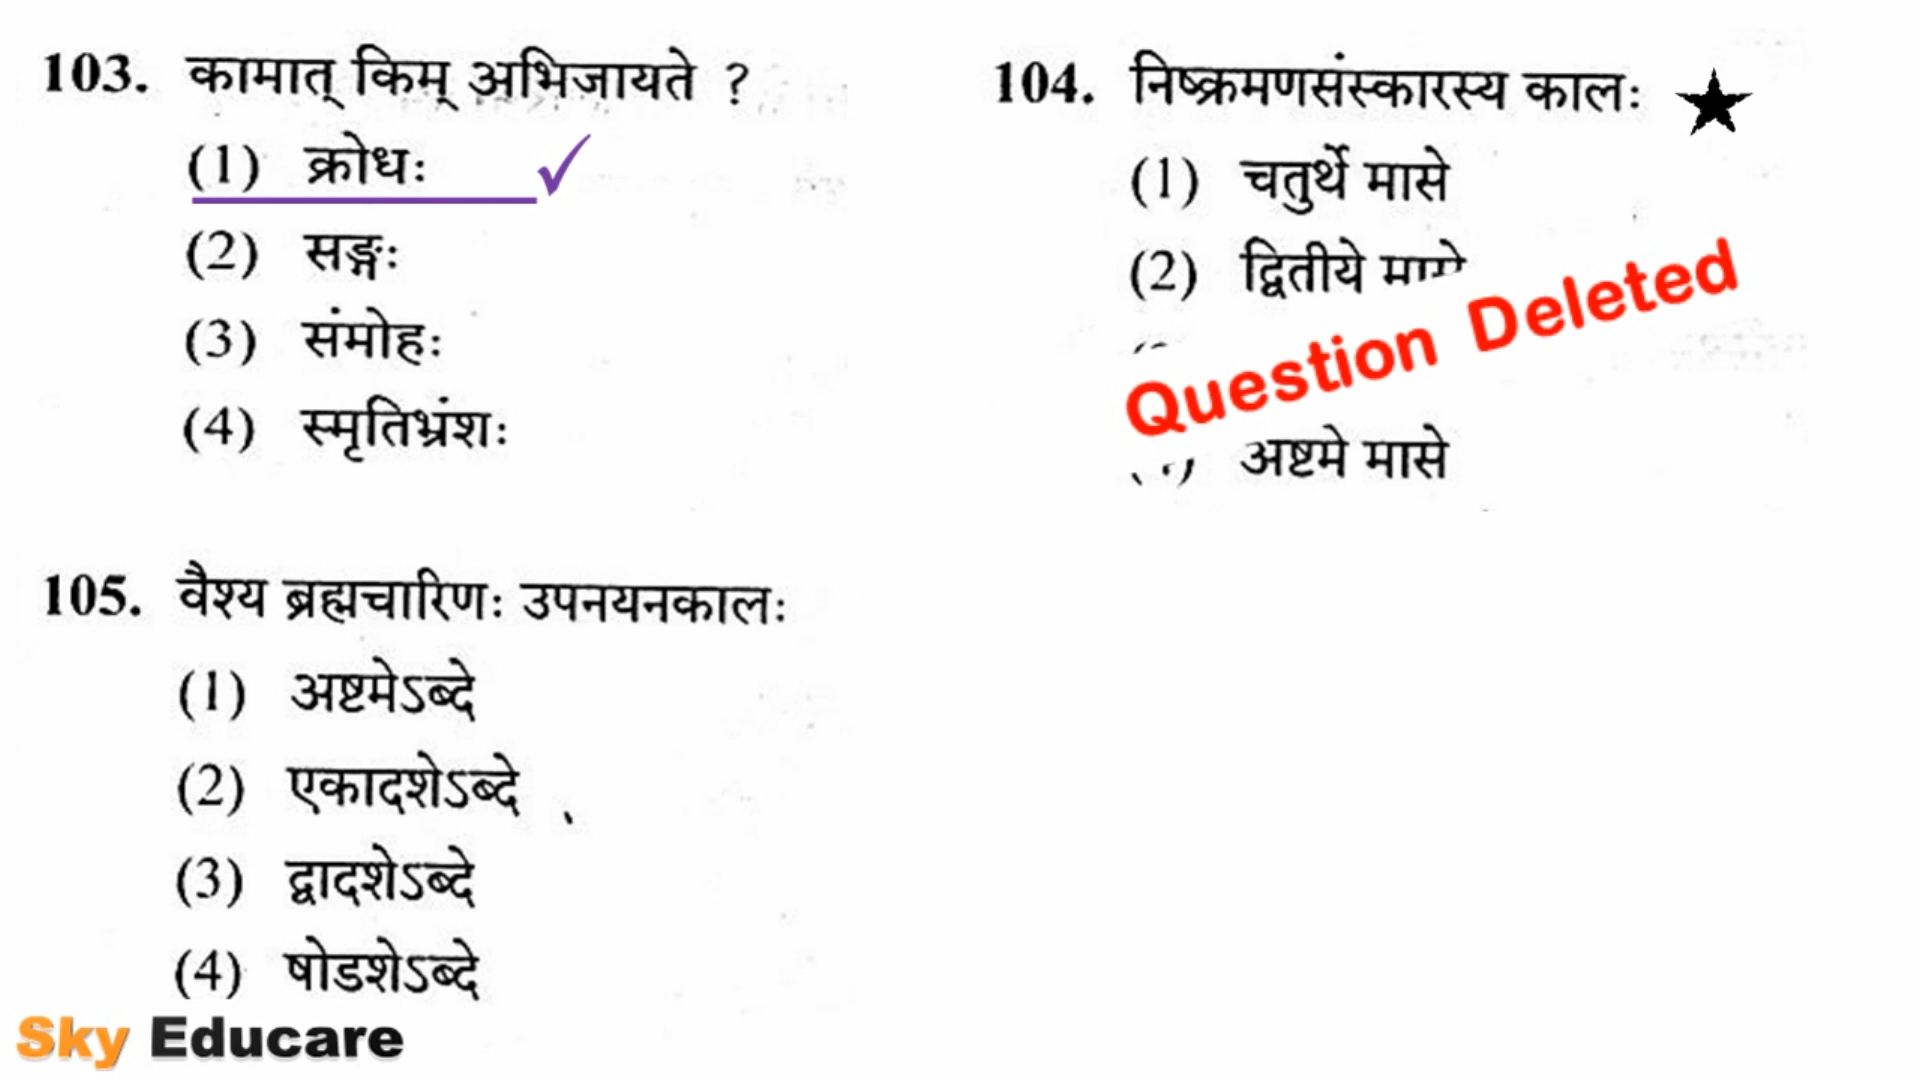 103. कामात् किम् अभिजायते ?
(1) क्रोधः
(2) सङ्गः
(3) संमोहः
(4) स्मृतिभ्रंशः
104. निष्क्रमणसंस्कारस्य कालः
(1) चतुर्थे मासे
(2) द्वितीये
Question Deleted
अष्टमे मासे
105. वैश्य ब्रह्मचारिणः उपनयनकालः
(1) अष्टमेऽब्दे
(2) एकादशेऽब्दे
(3) द्वादशेऽब्दे
(4) षोडशेऽब्दे
Sky Educare